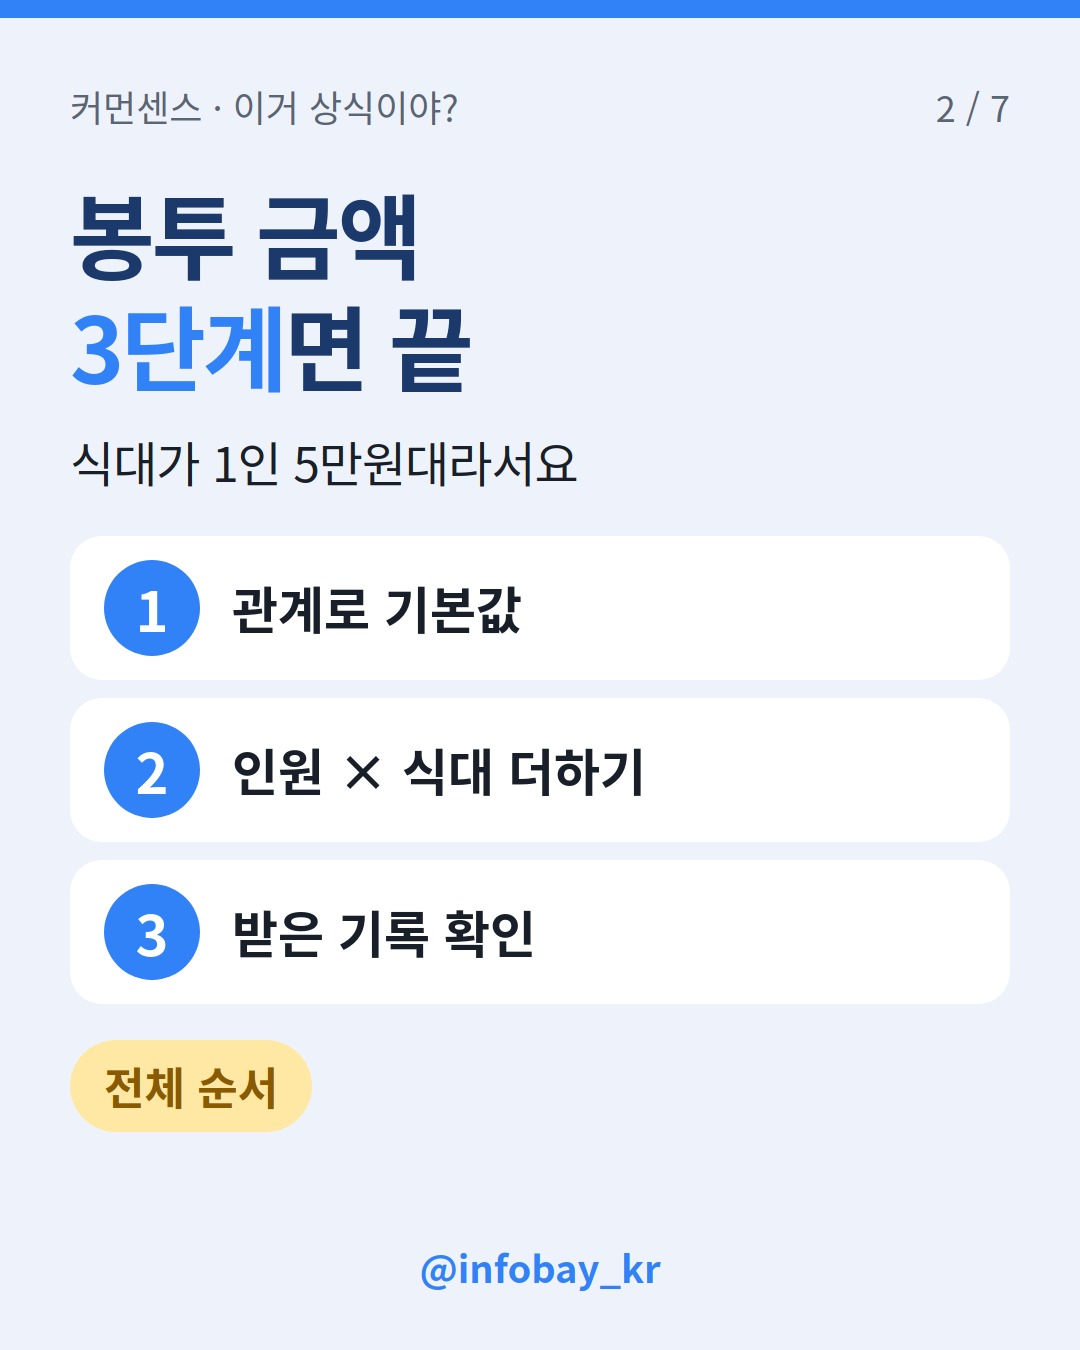 커먼센스 · 이거 상식이야?
2 / 7
봉투 금액
3단계면 끝
식대가 1인 5만원대라서요
1 관계로 기본값
2 인원 × 식대 더하기
3 받은 기록 확인
전체 순서
@infobay_kr